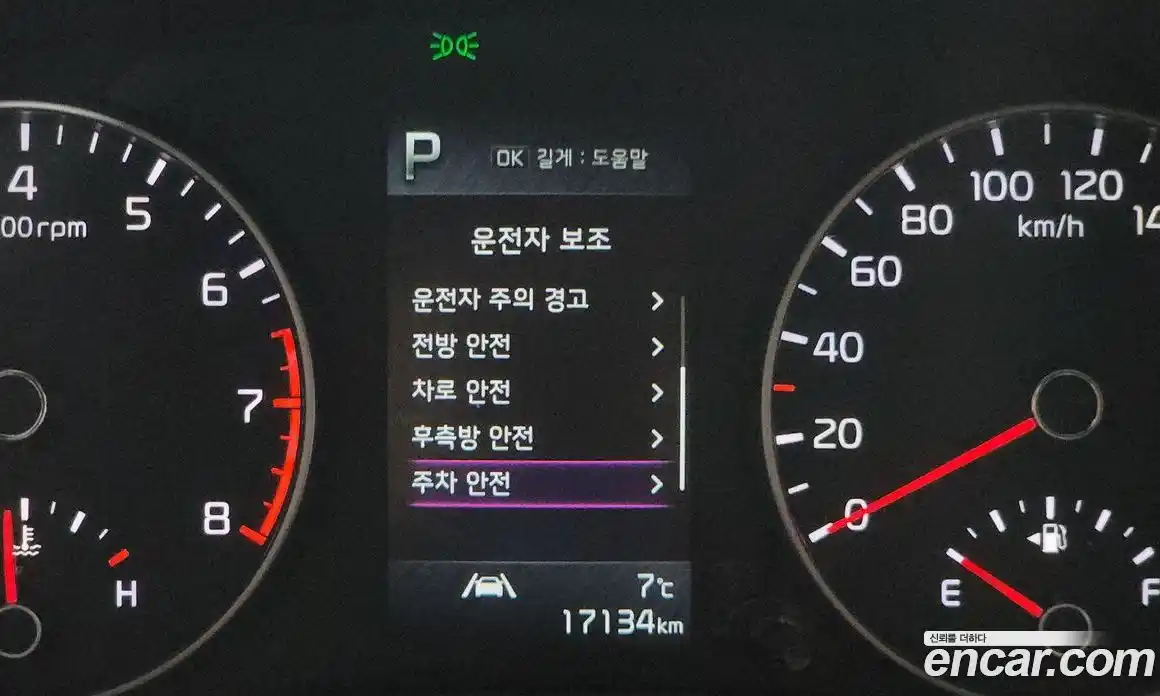 P
OK 길게 : 도움말
운전자 보조
운전자 주의 경고
전방 안전
차로 안전
후측방 안전
주차 안전
7℃
17134km
4
5
6
7
8
00rpm
H
0
20
40
60
80
100
120
14
km/h
E
F
신뢰를 더하다
encar.com